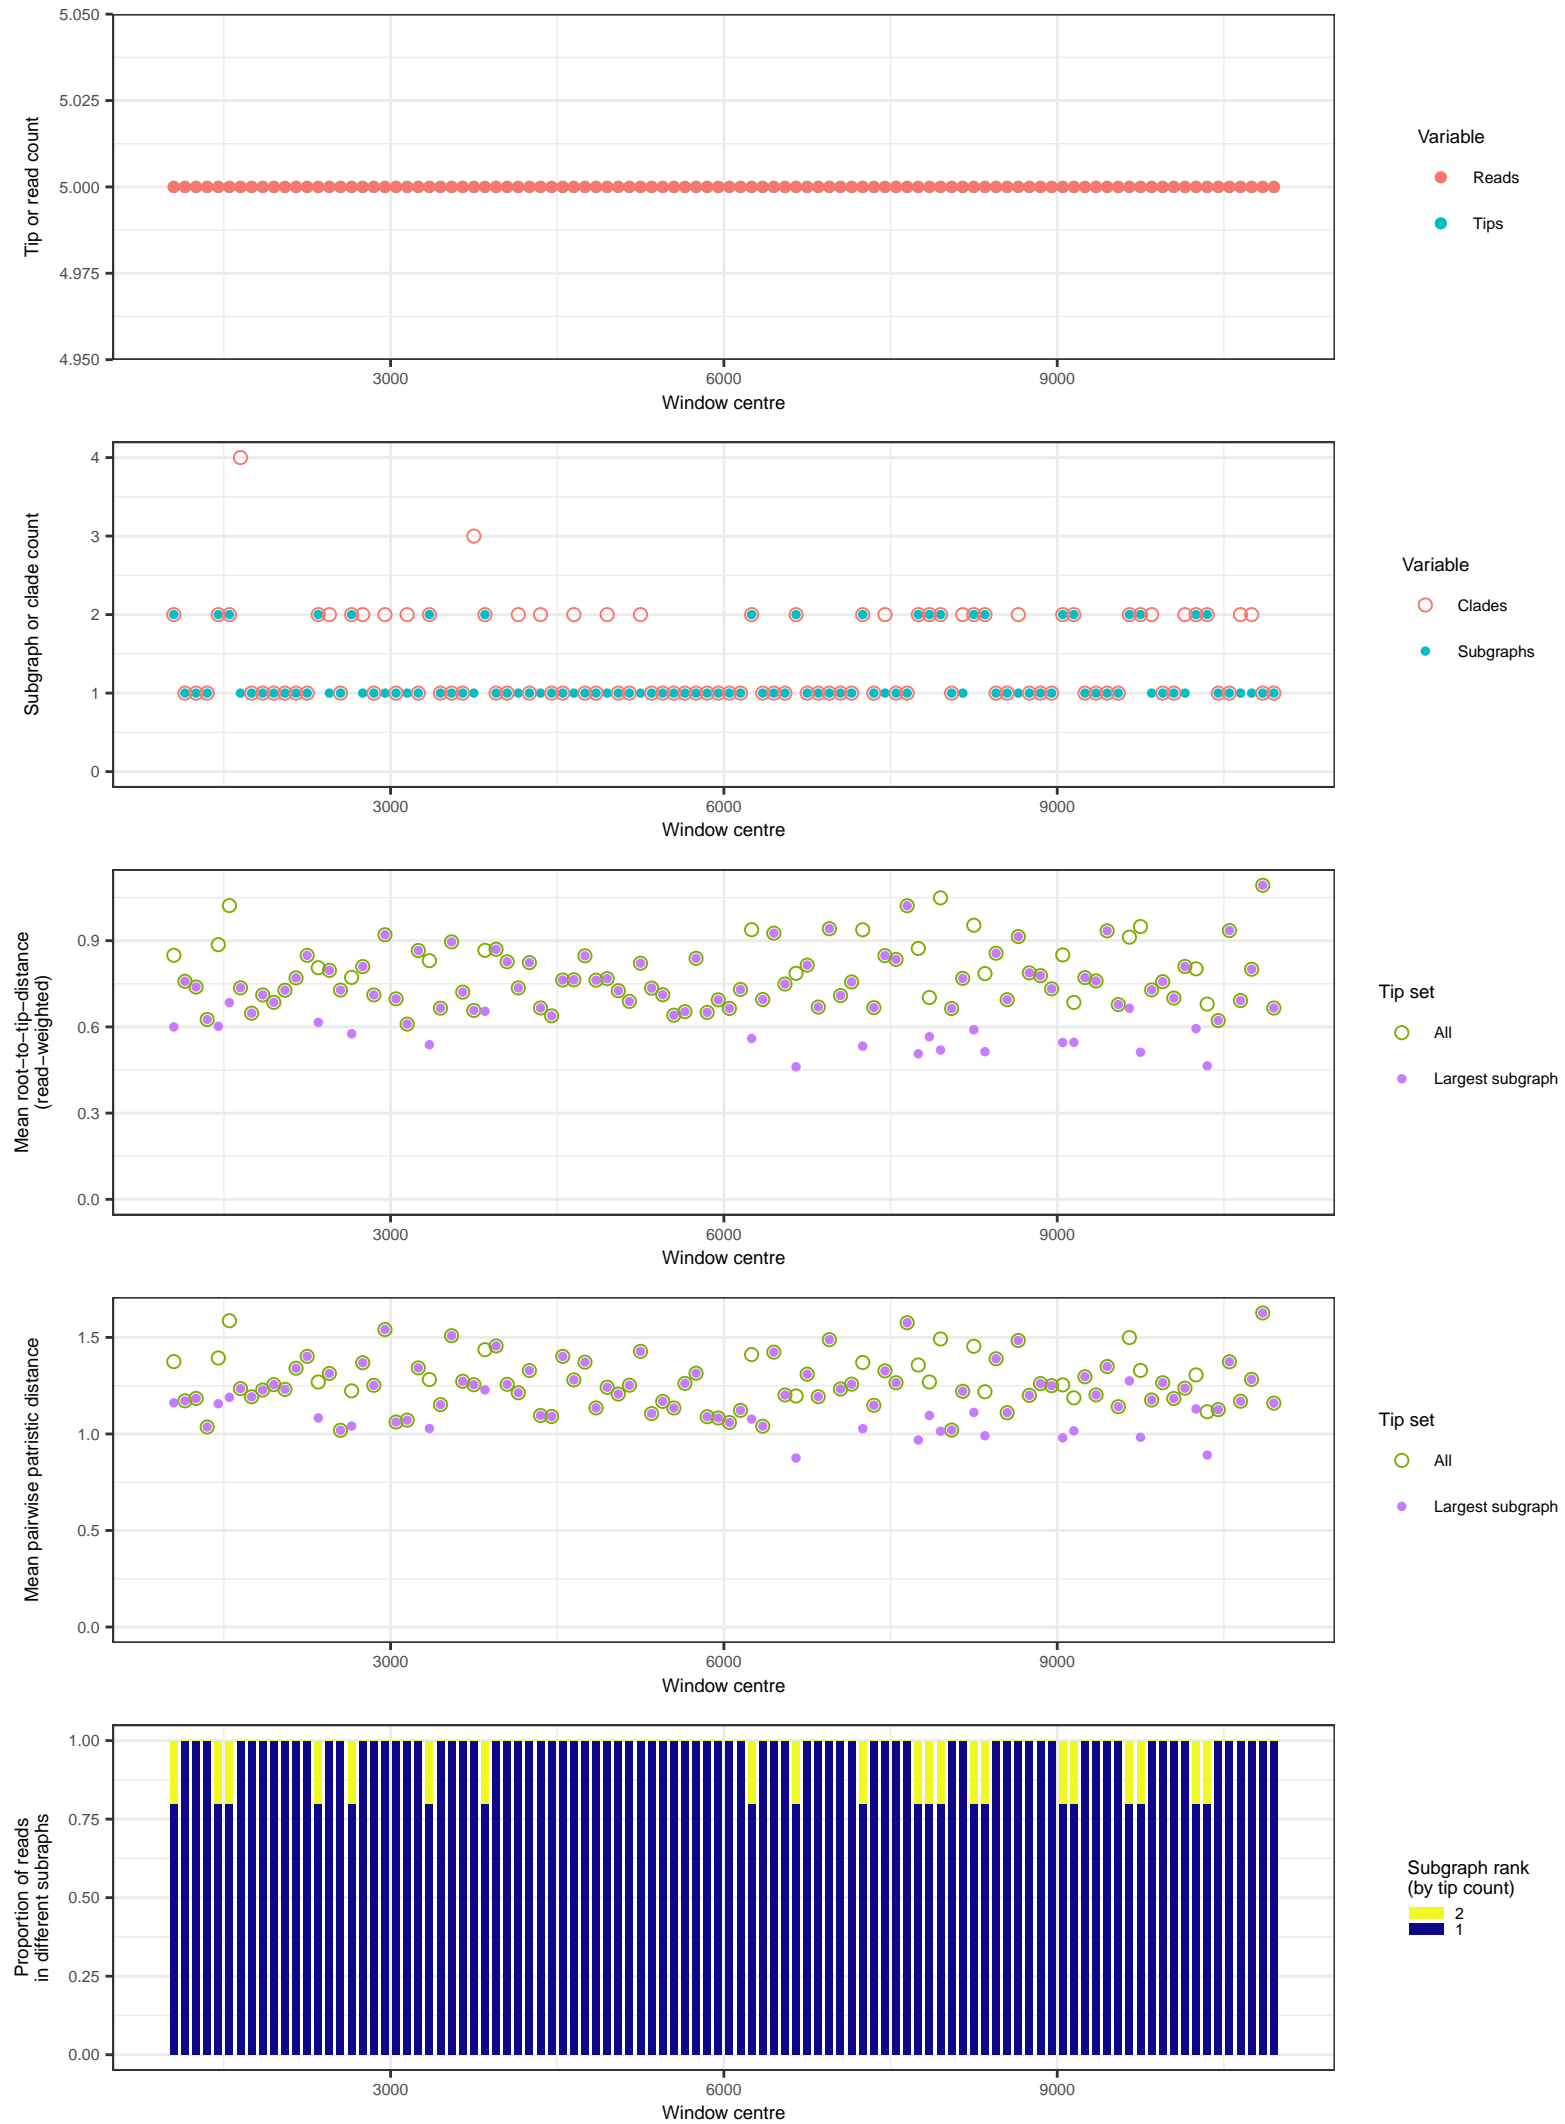 5.050
5.025
5.000
4.975
4.950
Tip or read count
3000
6000
9000
Window centre
Variable
Reads
Tips
4
3
2
1
0
Subgraph or clade count
3000
6000
9000
Window centre
Variable
Clades
Subgraphs
0.9
0.6
0.3
0.0
Mean root−to−tip−distance
(read−weighted)
3000
6000
9000
Window centre
Tip set
All
Largest subgraph
1.5
1.0
0.5
0.0
Mean pairwise patristic distance
3000
6000
9000
Window centre
Tip set
All
Largest subgraph
1.00
0.75
0.50
0.25
0.00
Proportion of reads
in different subraphs
3000
6000
9000
Window centre
Subgraph rank
(by tip count)
2
1